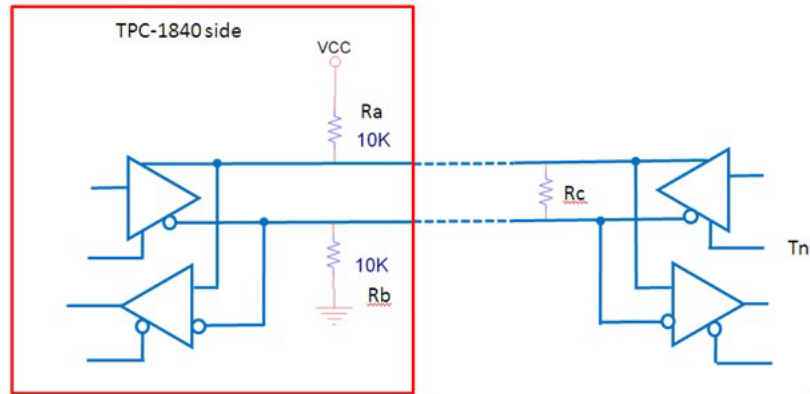 TPC-1840 side
VCC
Ra
10K
Rc
Tn
10K
Rb